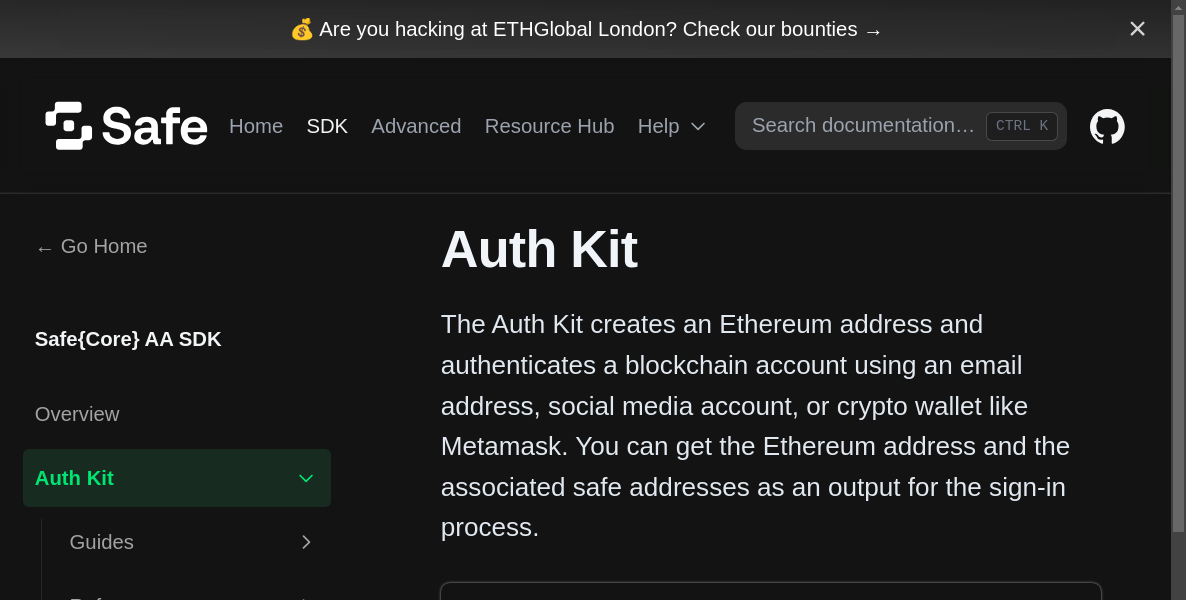 💰 Are you hacking at ETHGlobal London? Check our bounties →
Safe Home SDK Advanced Resource Hub Help Search documentation… CTRL K
← Go Home
Safe{Core} AA SDK
Overview
Auth Kit
Guides
Auth Kit
The Auth Kit creates an Ethereum address and
authenticates a blockchain account using an email
address, social media account, or crypto wallet like
Metamask. You can get the Ethereum address and the
associated safe addresses as an output for the sign-in
process.